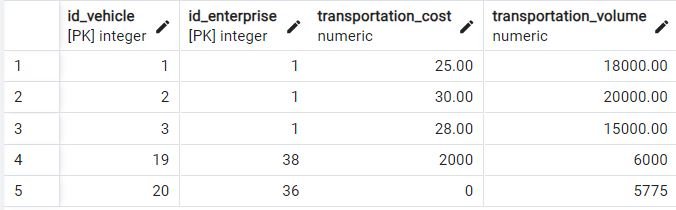 id_vehicle id_enterprise transportation_cost transportation_volume
[PK] integer [PK] integer numeric numeric
1 1 1 25.00 18000.00
2 2 1 30.00 20000.00
3 3 1 28.00 15000.00
4 19 38 2000 6000
5 20 36 0 5775